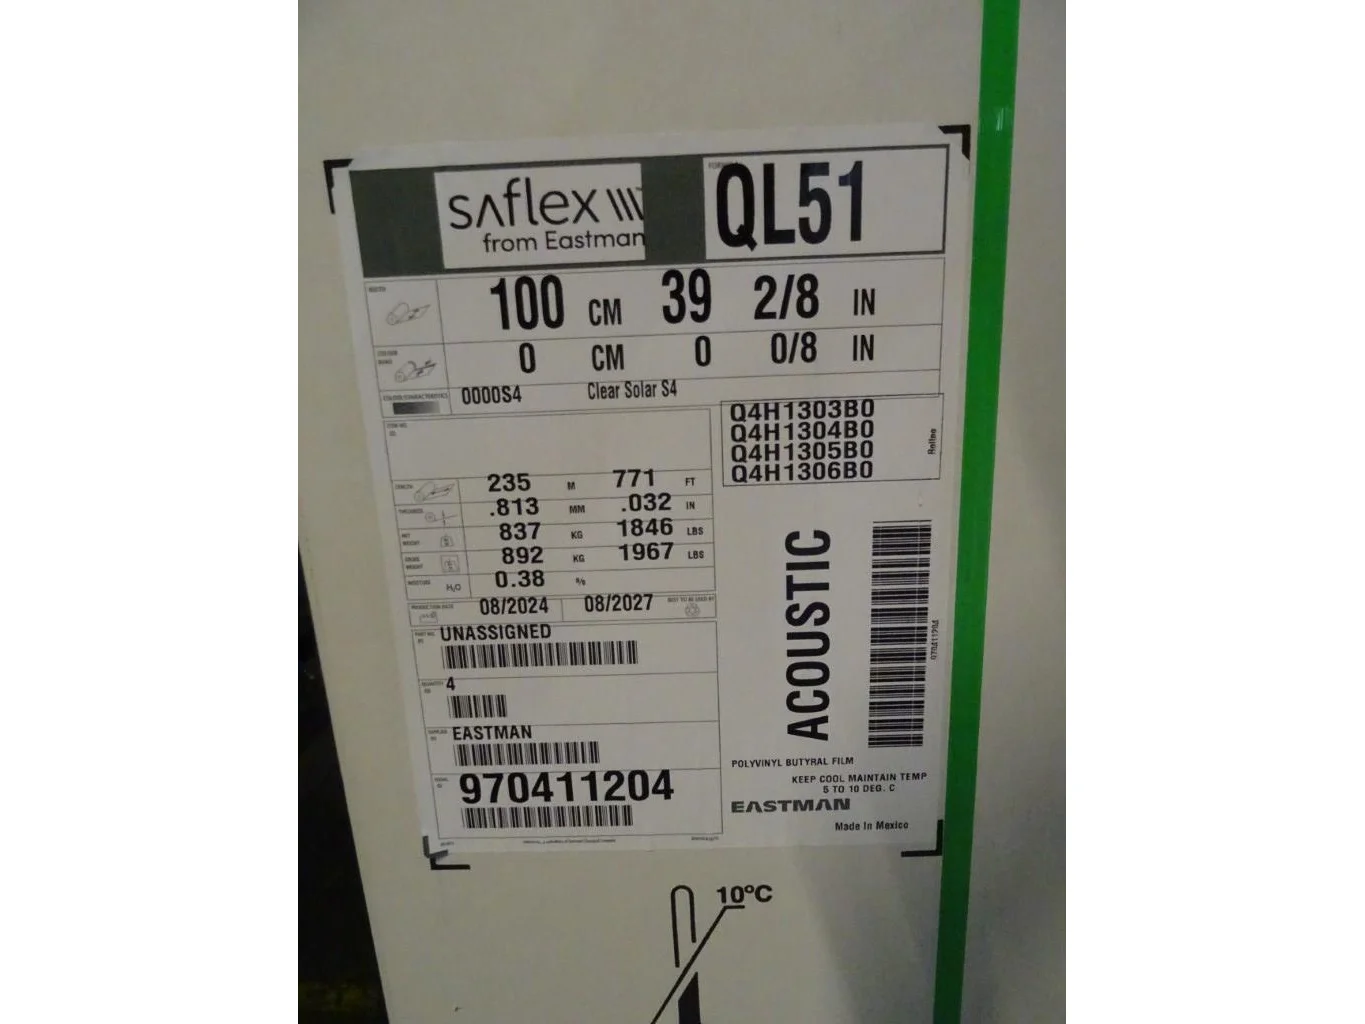 saflex
from Eastman
QL51
100 CM 39 2/8 IN
0 CM 0 0/8 IN
0000S4 Clear Solar S4
Q4H1303B0
Q4H1304B0
Q4H1305B0
Q4H1306B0
235 M 771 FT
.813 MM .032 IN
837 KG 1846 LBS
892 KG 1967 LBS
H₂O 0.38 %
08/2024 08/2027
UNASSIGNED
4
EASTMAN
970411204
ACOUSTIC
970411204
POLYVINYL BUTYRAL FILM
KEEP COOL MAINTAIN TEMP
5 TO 10 DEG. C
EASTMAN
Made In Mexico
10°C